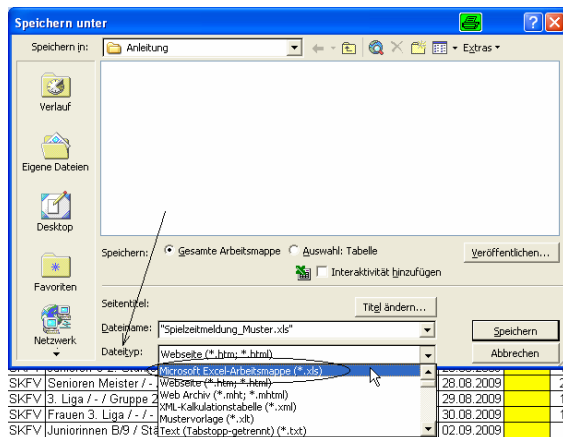 Speichern unter
Speichern in: Anleitung Extras
Verlauf
Eigene Dateien
Desktop
Favoriten
Netzwerk
Speichern: Gesamte Arbeitsmappe Auswahl: Tabelle Veröffentlichen...
Interaktivität hinzufügen
Seitentitel: Titel ändern...
Dateiname: "Spielzeitmeldung_Muster.xls" Speichern
Dateityp: Webseite (*.htm; *.html) Abbrechen
Microsoft Excel-Arbeitsmappe (*.xls)
Webseite (*.htm; *.html)
Web Archiv (*.mht; *.mhtml)
XML-Kalkulationstabelle (*.xml)
Mustervorlage (*.xlt)
Text (Tabstopp-getrennt) (*.txt)
SKFV Senioren Meister / - 28.08.2009 2
SKFV 3. Liga / - / Gruppe 2 29.08.2009 1
SKFV Frauen 3. Liga / - / - 30.08.2009 1
SKFV Juniorinnen B/9 / 02.09.2009